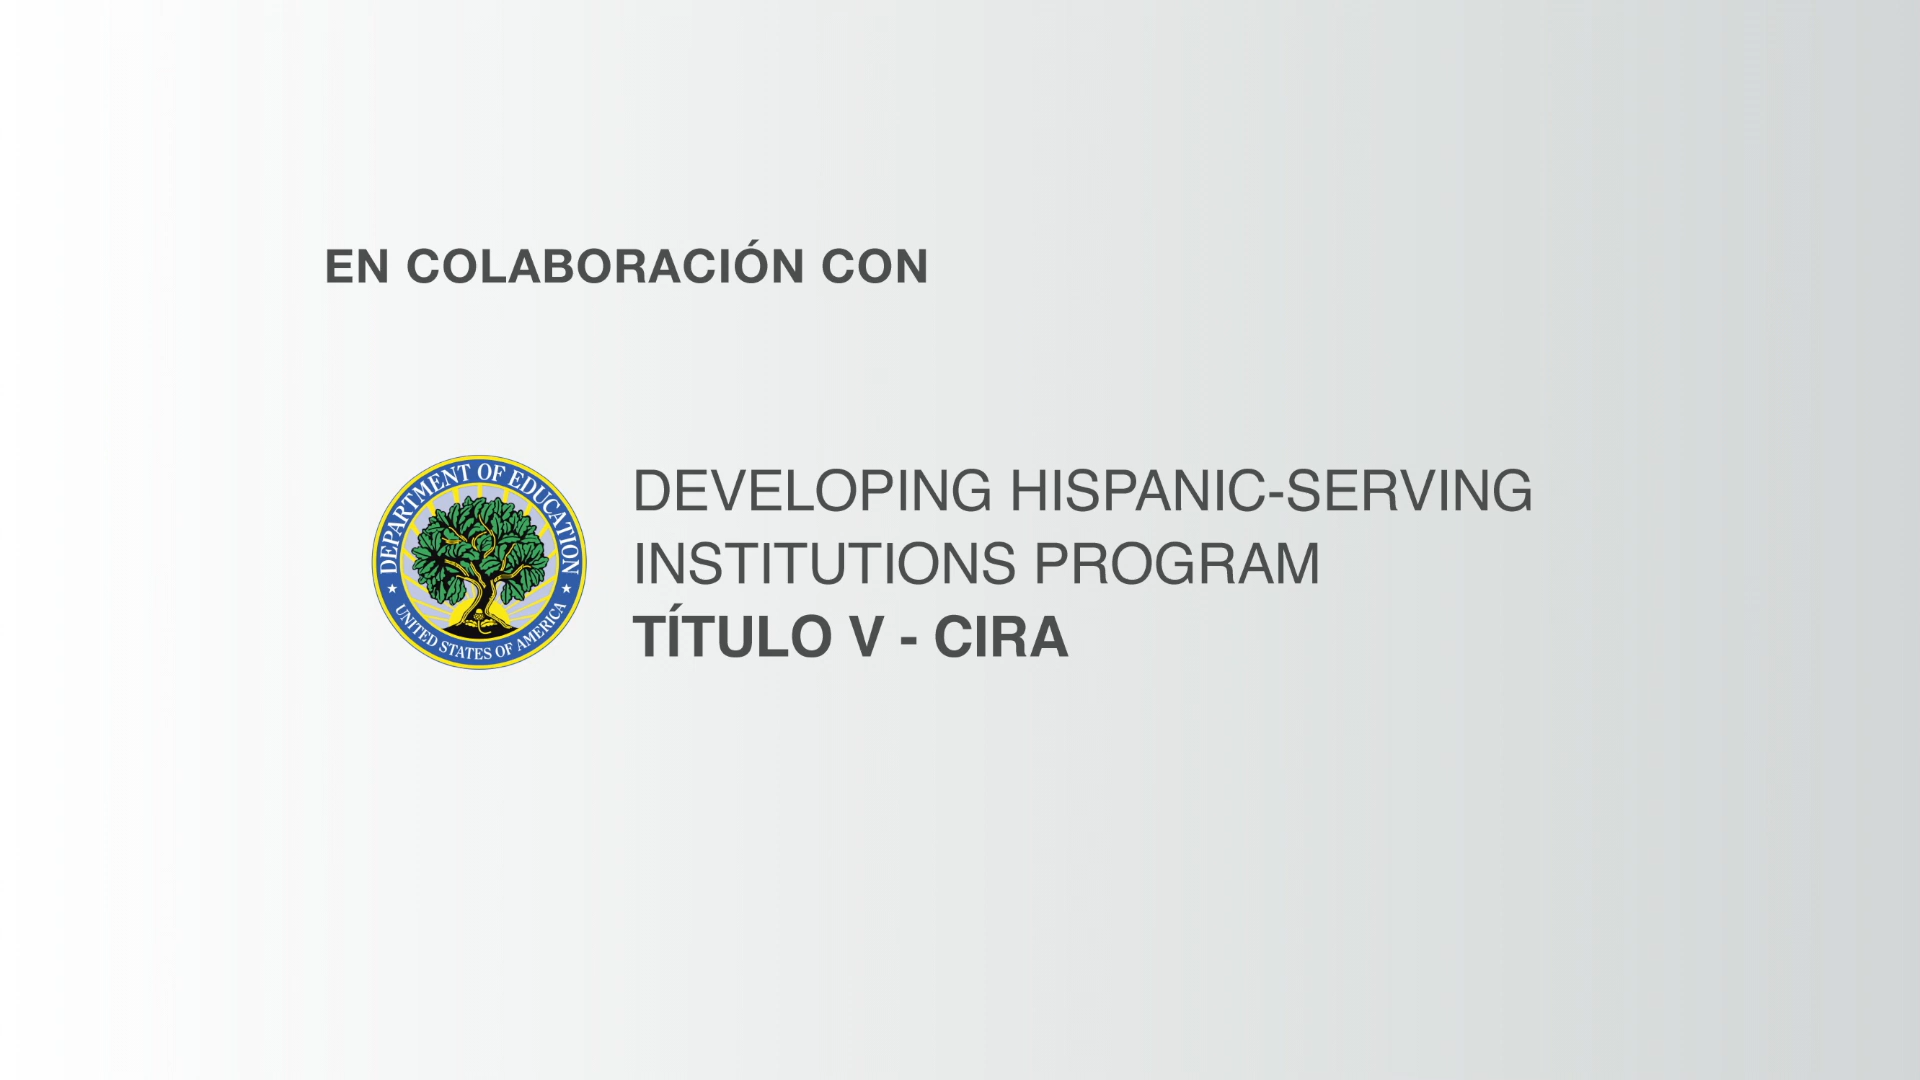 EN COLABORACIÓN CON
DEPARTMENT OF EDUCATION
UNITED STATES OF AMERICA
DEVELOPING HISPANIC-SERVING
INSTITUTIONS PROGRAM
TÍTULO V - CIRA